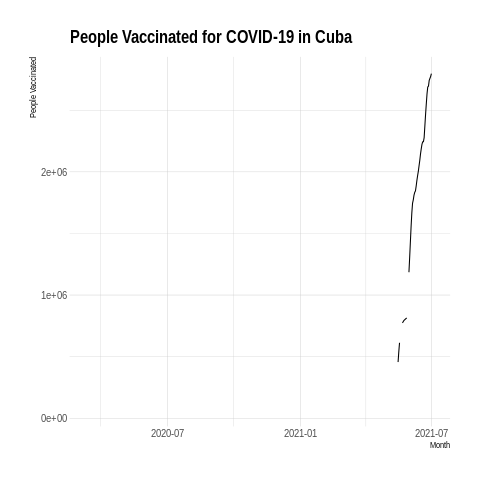 People Vaccinated for COVID-19 in Cuba
People Vaccinated
2e+06
1e+06
0e+00
2020-07 2021-01 2021-07
Month